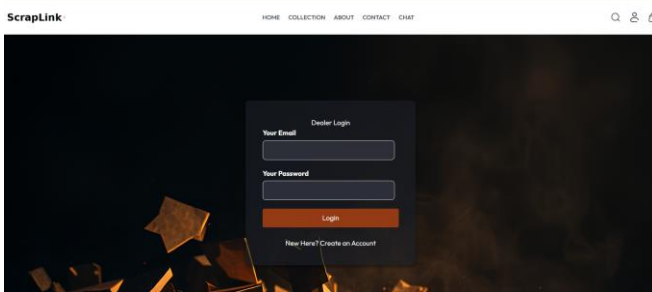 ScrapLink
HOME COLLECTION ABOUT CONTACT CHAT
Dealer Login
Your Email
Your Password
Login
New Here? Create an Account